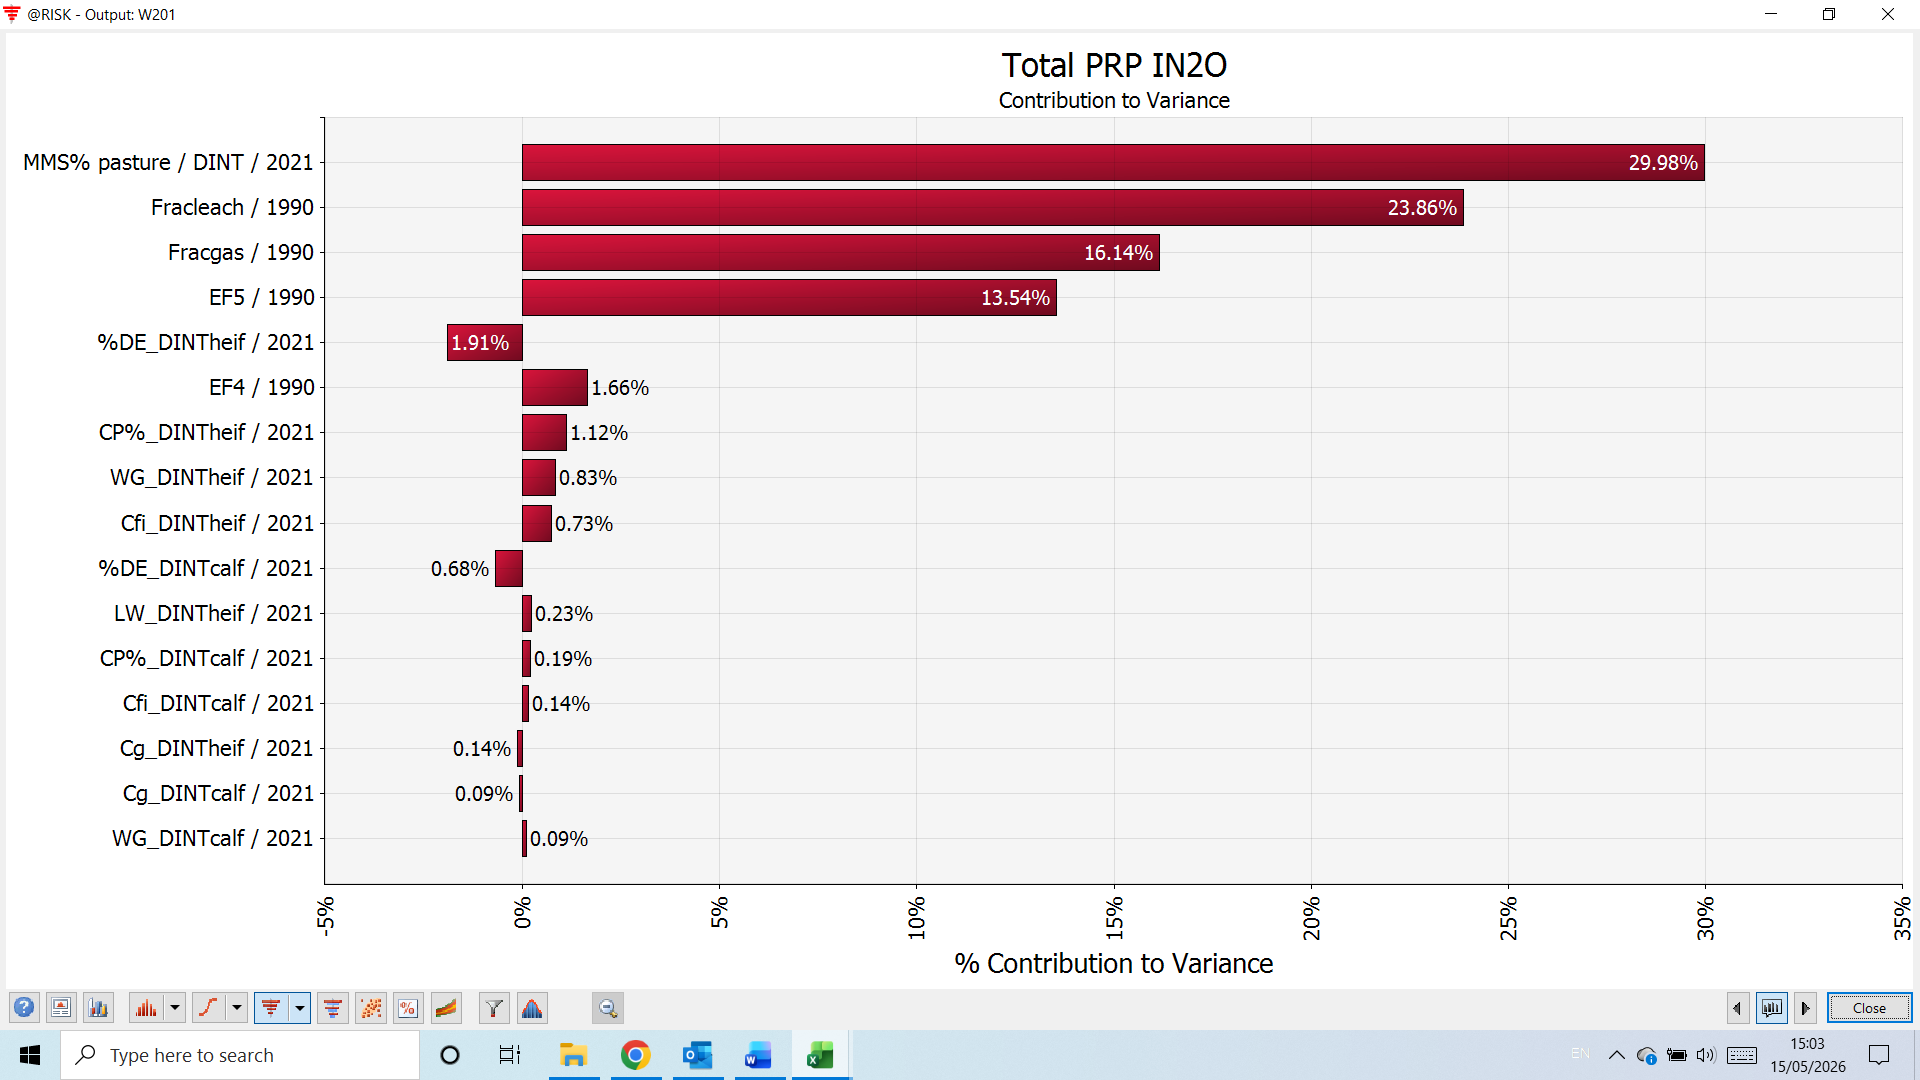 @RISK - Output: W201
Total PRP IN2O
Contribution to Variance
MMS% pasture / DINT / 2021 29.98%
Fracleach / 1990 23.86%
Fracgas / 1990 16.14%
EF5 / 1990 13.54%
%DE_DINTheif / 2021 1.91%
EF4 / 1990 1.66%
CP%_DINTheif / 2021 1.12%
WG_DINTheif / 2021 0.83%
Cfi_DINTheif / 2021 0.73%
%DE_DINTcalf / 2021 0.68%
LW_DINTheif / 2021 0.23%
CP%_DINTcalf / 2021 0.19%
Cfi_DINTcalf / 2021 0.14%
Cg_DINTheif / 2021 0.14%
Cg_DINTcalf / 2021 0.09%
WG_DINTcalf / 2021 0.09%
-5% 0% 5% 10% 15% 20% 25% 30% 35%
% Contribution to Variance
Close
Type here to search
EN
15:03
15/05/2026